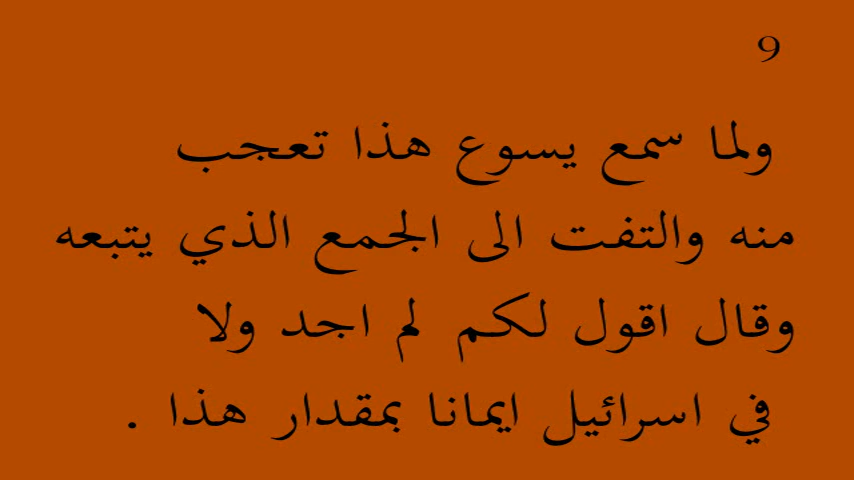 9
ولما سمع يسوع هذا تعجب
منه والتفت الى الجمع الذي يتبعه
وقال اقول لكم لم اجد ولا
في اسرائيل ايمانا بمقدار هذا .